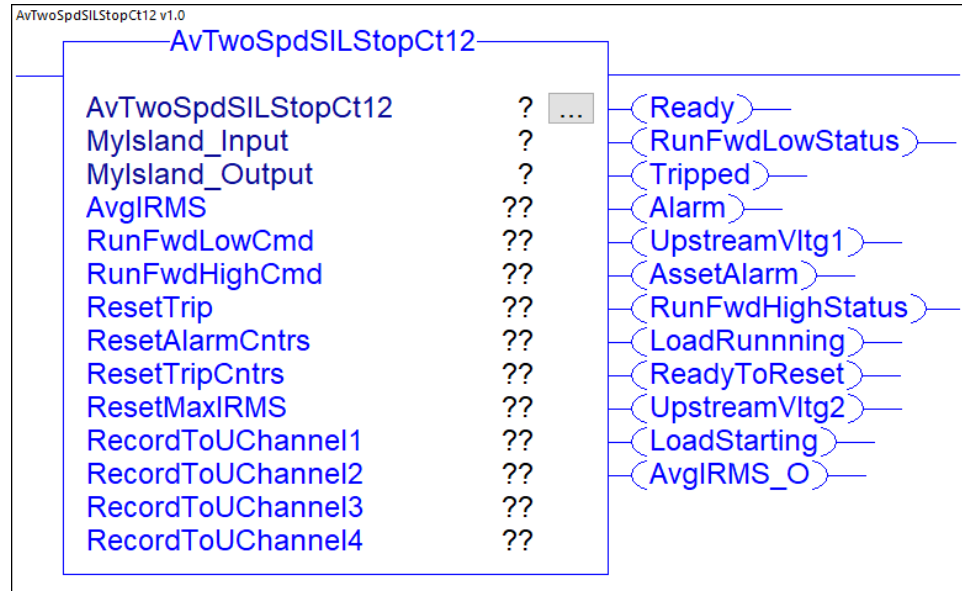 AvTwoSpdSILStopCt12 v1.0
AvTwoSpdSILStopCt12
AvTwoSpdSILStopCt12 ? ... Ready
MyIsland_Input ? RunFwdLowStatus
MyIsland_Output ? Tripped
AvgIRMS ?? Alarm
RunFwdLowCmd ?? UpstreamVltg1
RunFwdHighCmd ?? AssetAlarm
ResetTrip ?? RunFwdHighStatus
ResetAlarmCntrs ?? LoadRunnning
ResetTripCntrs ?? ReadyToReset
ResetMaxIRMS ?? UpstreamVltg2
RecordToUChannel1 ?? LoadStarting
RecordToUChannel2 ?? AvgIRMS_O
RecordToUChannel3 ??
RecordToUChannel4 ??